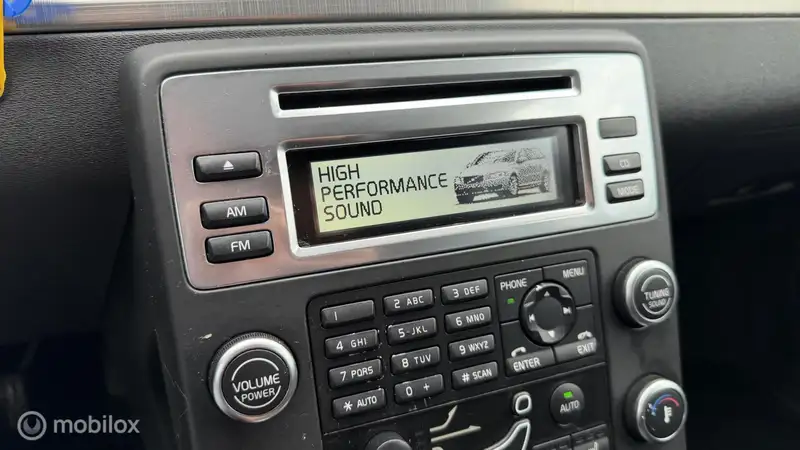 HIGH
PERFORMANCE
SOUND
AM
FM
CD
MODE
PHONE
MENU
1
2 ABC
3 DEF
4 GHI
5-JKL
6 MNO
7 PQRS
8 TUV
9 WXYZ
* AUTO
0 +
# SCAN
ENTER
EXIT
VOLUME
POWER
TUNING
SOUND
AUTO
mobilox